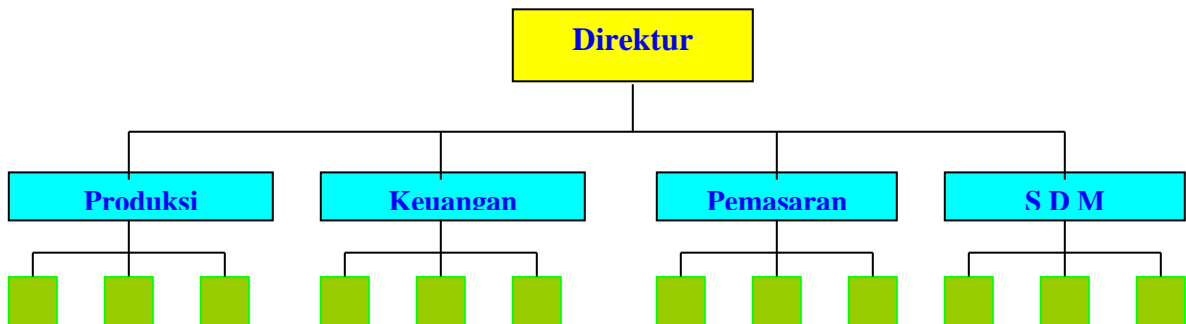 Direktur
Produksi
Keuangan
Pemasaran
S D M